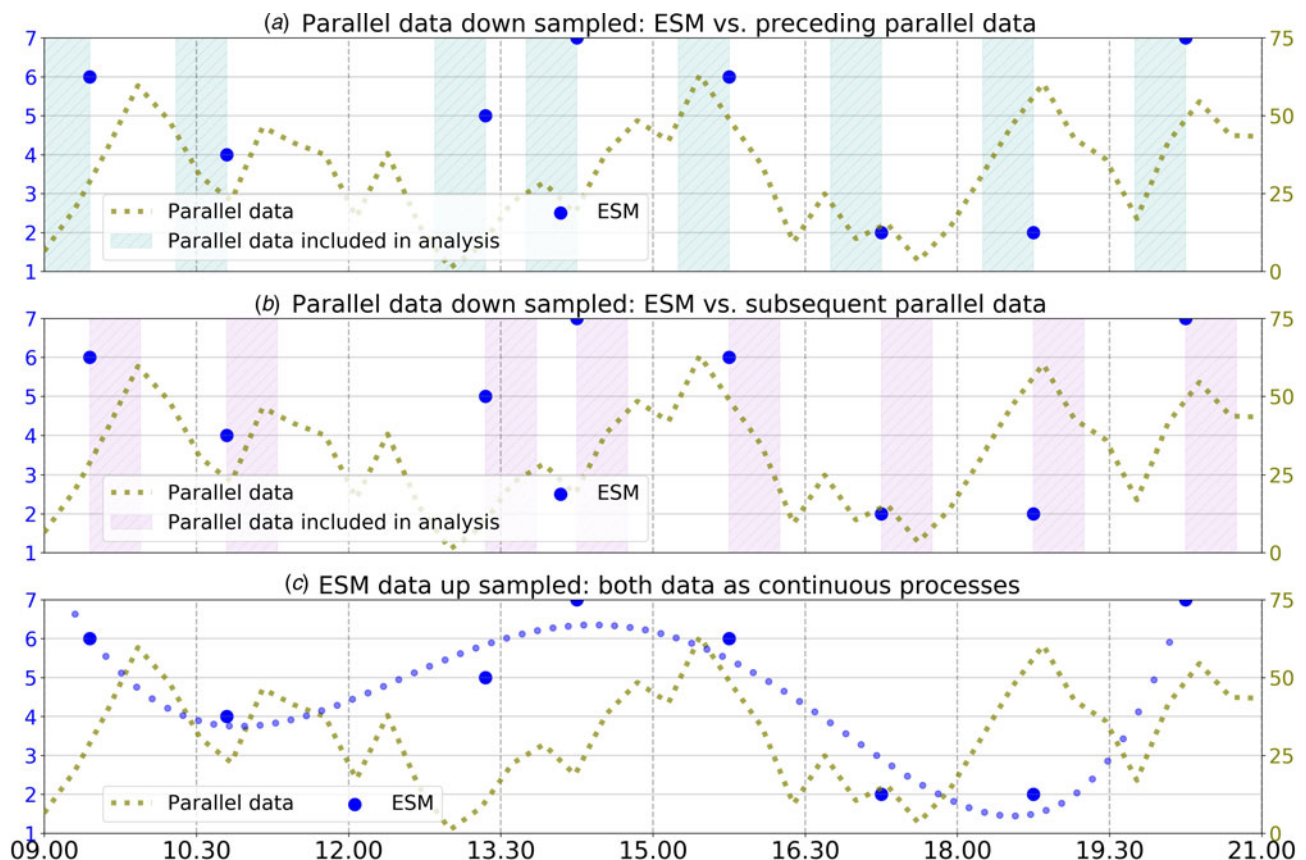 (a) Parallel data down sampled: ESM vs. preceding parallel data
7 75
6
5 50
4
3 25
2
1 0
Parallel data ESM
Parallel data included in analysis
(b) Parallel data down sampled: ESM vs. subsequent parallel data
7 75
6
5 50
4
3 25
2
1 0
Parallel data ESM
Parallel data included in analysis
(c) ESM data up sampled: both data as continuous processes
7 75
6
5 50
4
3 25
2
1 0
Parallel data ESM
09.00 10.30 12.00 13.30 15.00 16.30 18.00 19.30 21.00